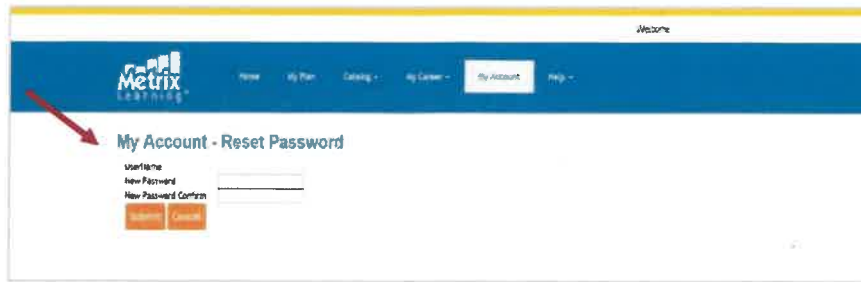 Welcome
Metrix
Learning
Home My Plan Catalog My Career My Account Help
My Account - Reset Password
UserName
New Password
New Password Confirm
Submit Cancel